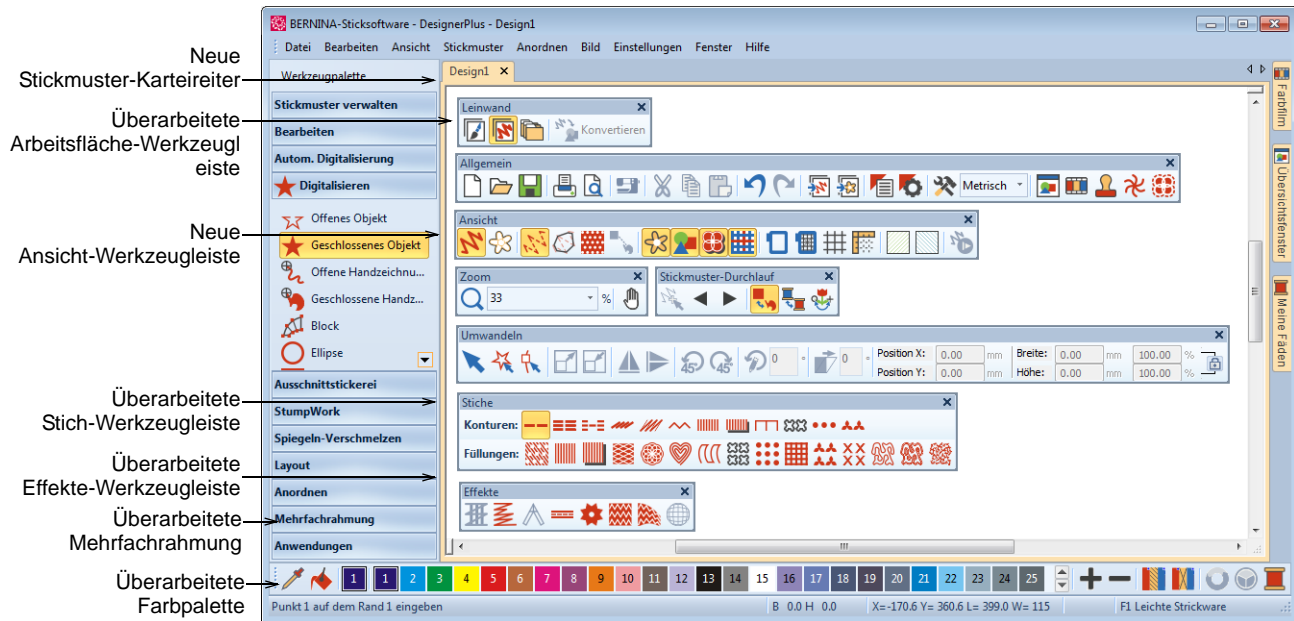 BERNINA-Sticksoftware - DesignerPlus - Design1
Datei Bearbeiten Ansicht Stickmuster Anordnen Bild Einstellungen Fenster Hilfe
Neue
Stickmuster-Karteireiter
Überarbeitete
Arbeitsfläche-Werkzeugl
eiste
Neue
Ansicht-Werkzeugleiste
Überarbeitete
Stich-Werkzeugleiste
Überarbeitete
Effekte-Werkzeugleiste
Überarbeitete
Mehrfachrahmung
Überarbeitete
Farbpalette
Werkzeugpalette
Stickmuster verwalten
Bearbeiten
Autom. Digitalisierung
Digitalisieren
Offenes Objekt
Geschlossenes Objekt
Offene Handzeichnu...
Geschlossene Handz...
Block
Ellipse
Ausschnittstickerei
StumpWork
Spiegeln-Verschmelzen
Layout
Anordnen
Mehrfachrahmung
Anwendungen
Design1
Leinwand
Konvertieren
Allgemein
Metrisch
Ansicht
Zoom
33 %
Stickmuster-Durchlauf
Umwandeln
45 45 0 ° 0 °
Position X: 0.00 mm Breite: 0.00 mm 100.00 %
Position Y: 0.00 mm Höhe: 0.00 mm 100.00 %
Stiche
Konturen:
Füllungen:
Effekte
Farbfilm
Übersichtsfenster
Meine Fäden
1 1 2 3 4 5 6 7 8 9 10 11 12 13 14 15 16 17 18 19 20 21 22 23 24 25
Punkt 1 auf dem Rand 1 eingeben
B 0.0 H 0.0
X=-170.6 Y= 360.6 L= 399.0 W= 115
F1 Leichte Strickware